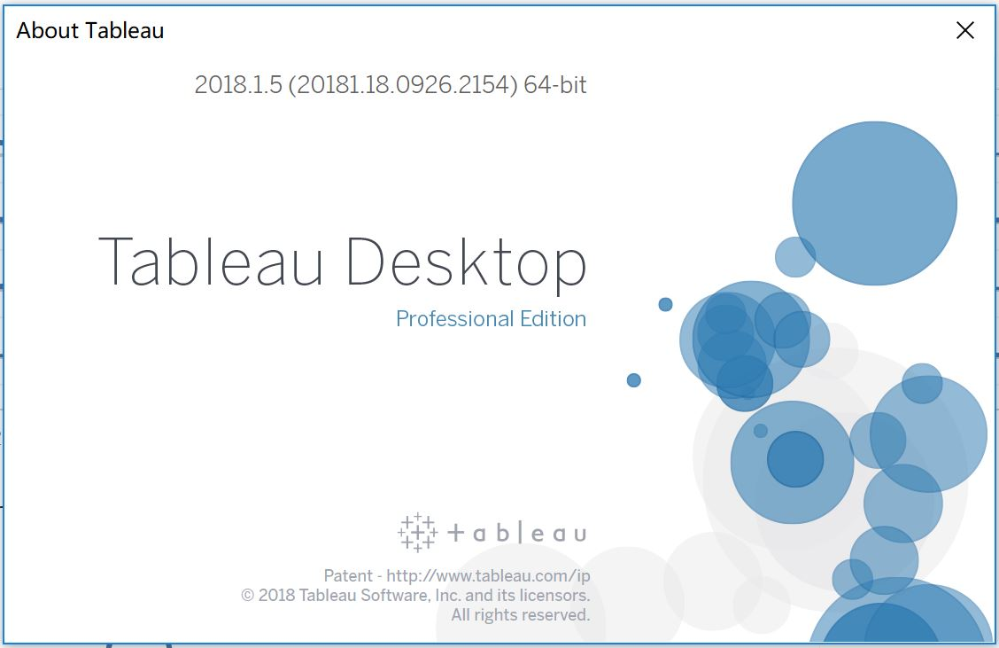 About Tableau
2018.1.5 (20181.18.0926.2154) 64-bit
Tableau Desktop
Professional Edition
+ableau
Patent - http://www.tableau.com/ip
© 2018 Tableau Software, Inc. and its licensors.
All rights reserved.